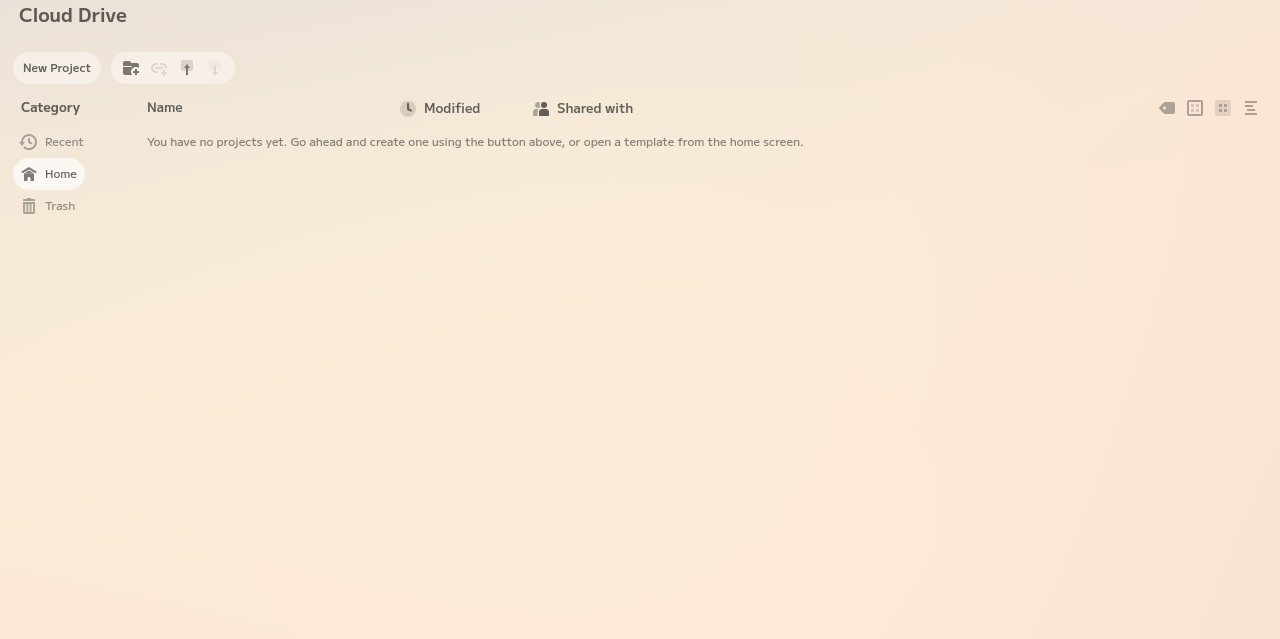 Cloud Drive
New Project
Category
Name
Modified
Shared with
Recent
You have no projects yet. Go ahead and create one using the button above, or open a template from the home screen.
Home
Trash